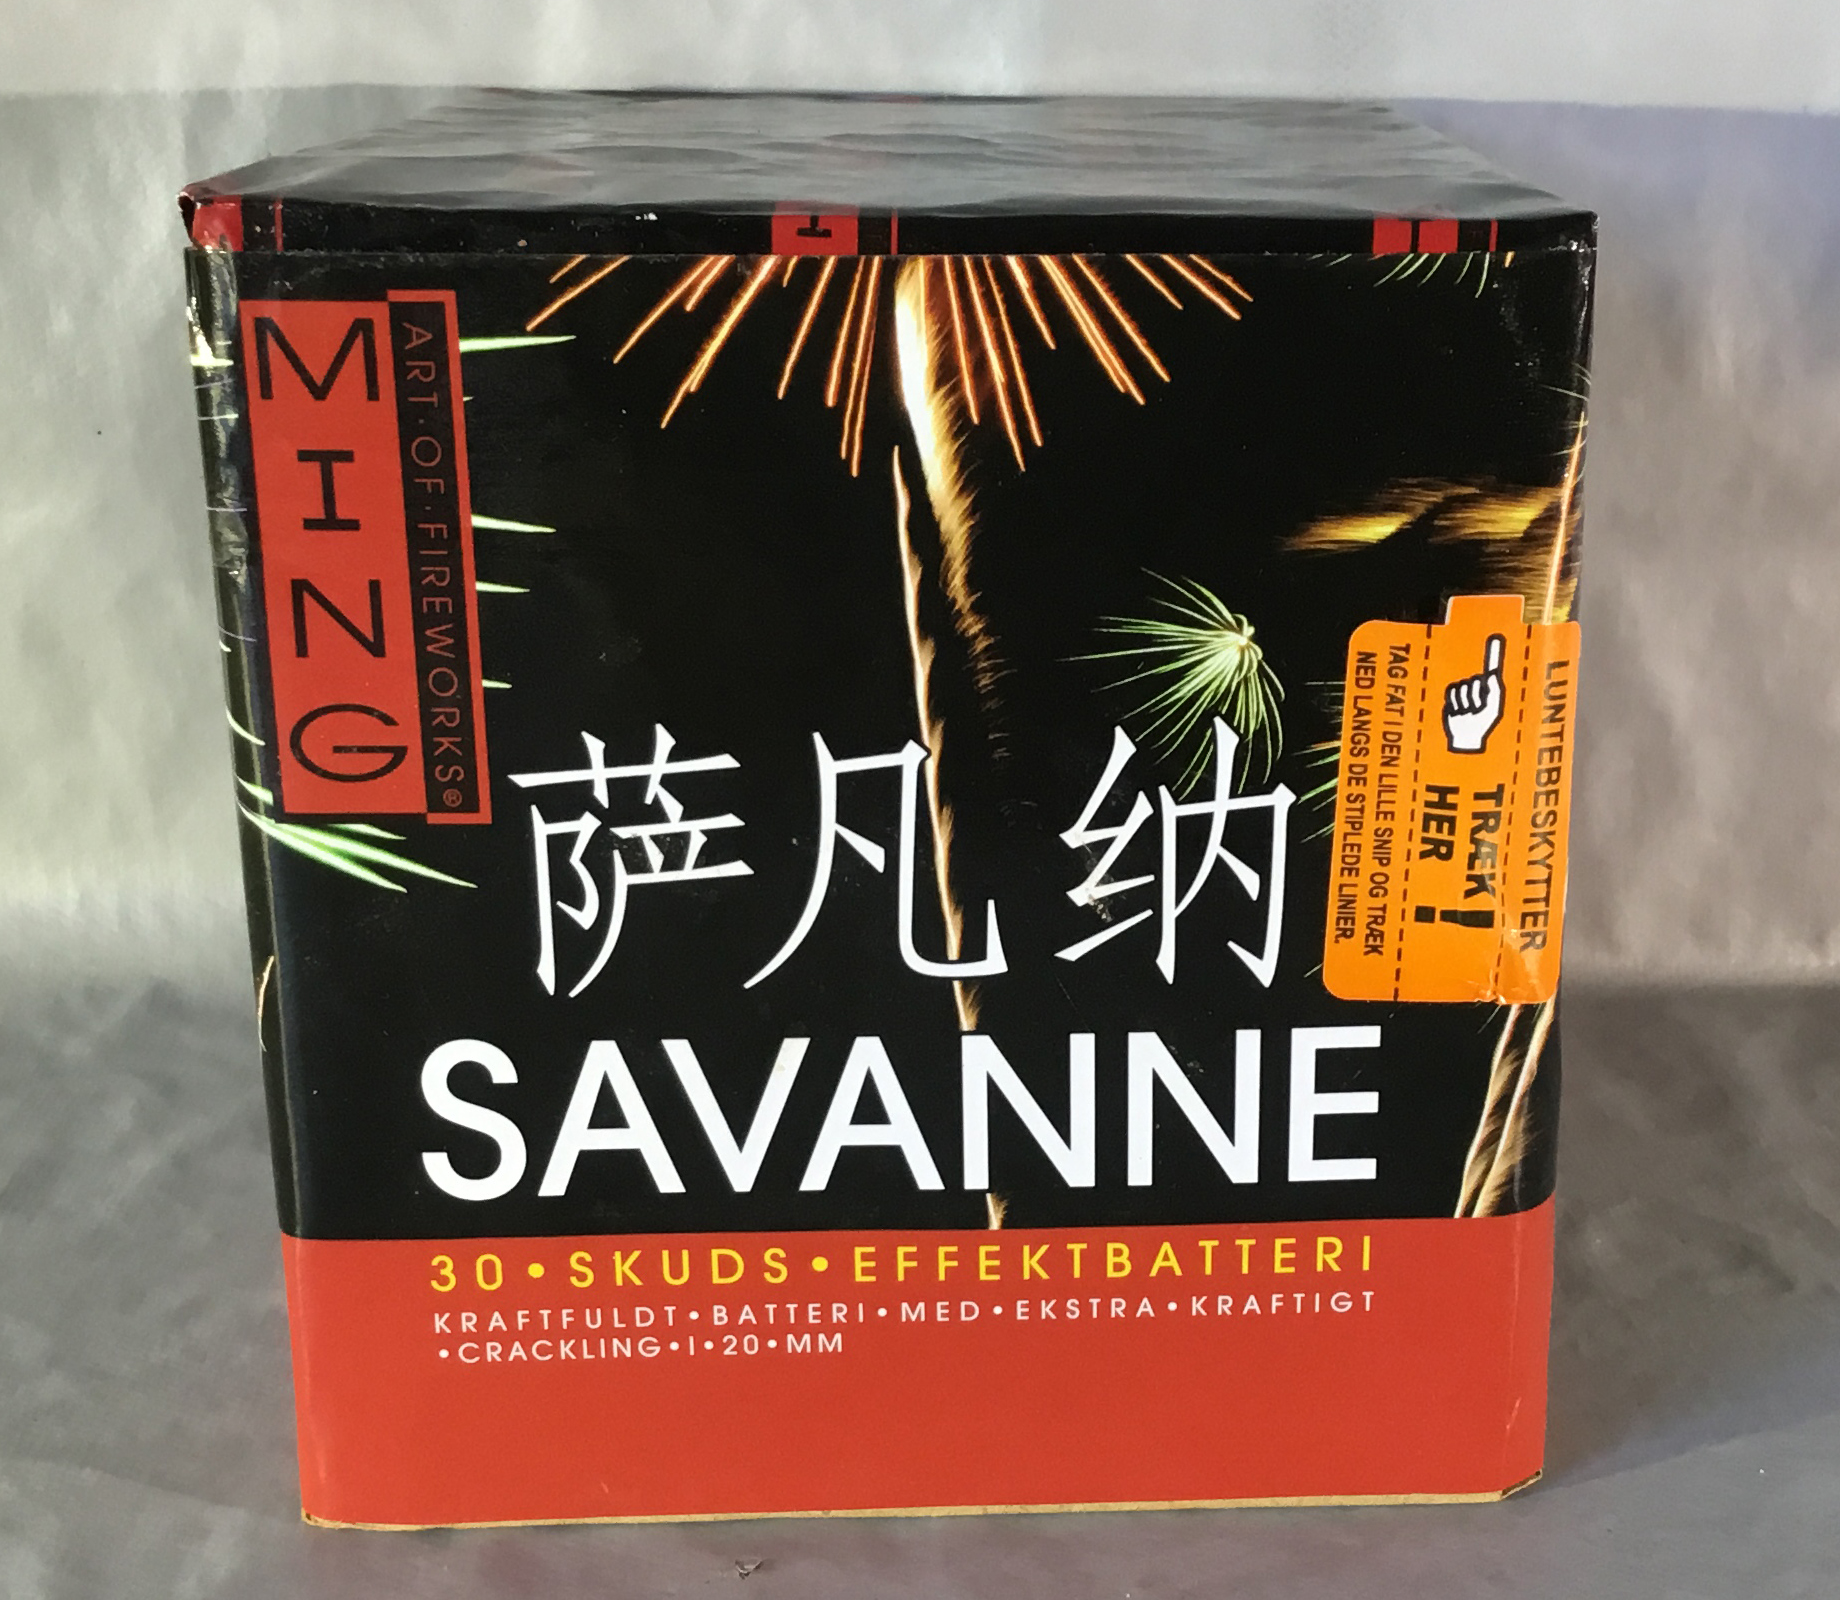 MING
ART·OF·FIREWORKS®
萨凡纳
SAVANNE
30•SKUDS•EFFEKTBATTERI
KRAFTFULDT•BATTERI•MED•EKSTRA•KRAFTIGT
•CRACKLING•I•20•MM
LUNTEBESKYTTER
TRÆK
HER
!
TAG FAT I DEN LILLE SNIP OG TRÆK
NED LANGS DE STIPLEDE LINIER.